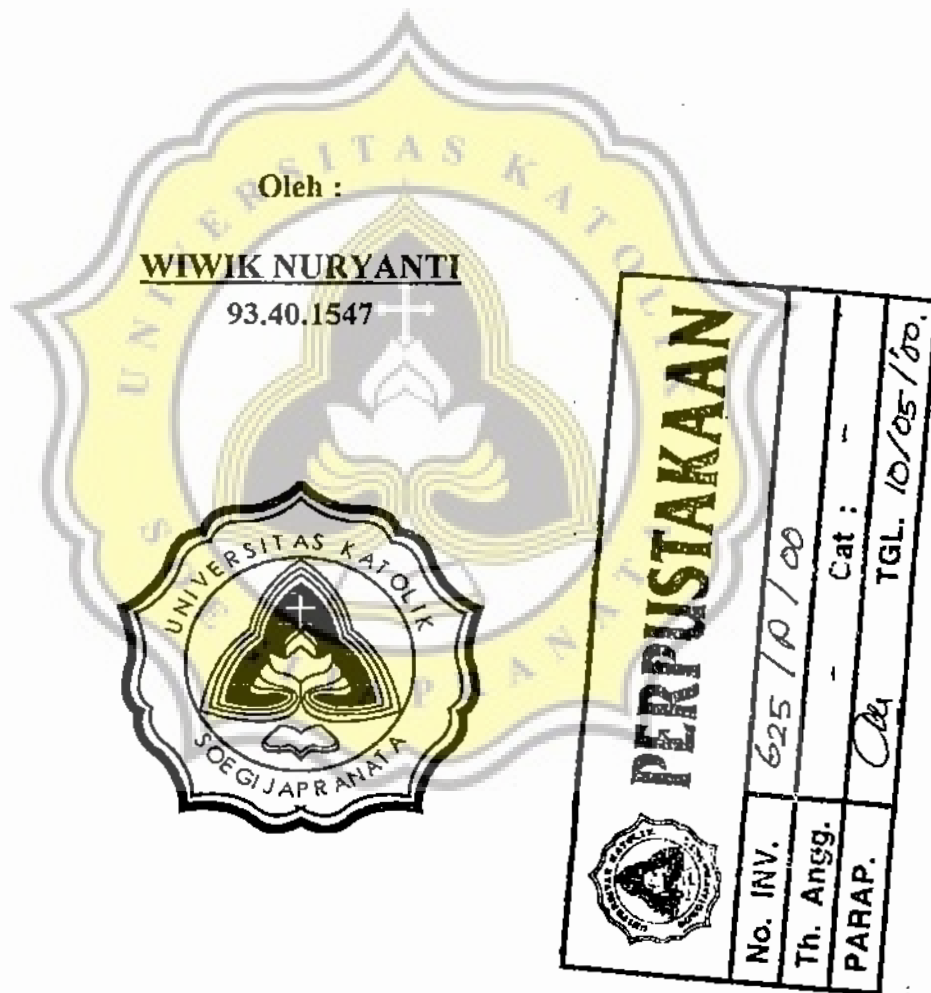 Oleh :
WIWIK NURYANTI
93.40.1547
UNIVERSITAS KATOLIK
SOEGIJAPRANATA
PERPUSTAKAAN
No. INV. 625 / P / 00
Th. Angg. - Cat : -
PARAP. TGL. 10/05/'00.